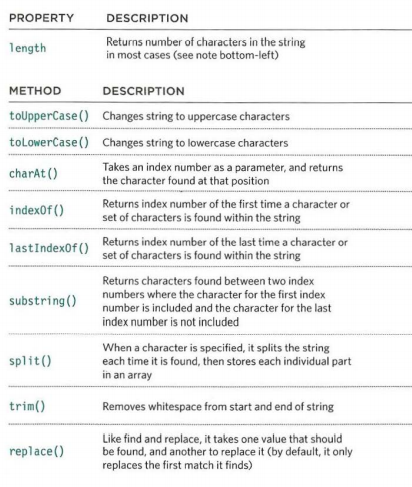 PROPERTY DESCRIPTION
length Returns number of characters in the string
in most cases (see note bottom-left)
METHOD DESCRIPTION
toUpperCase() Changes string to uppercase characters
toLowerCase() Changes string to lowercase characters
charAt() Takes an index number as a parameter, and returns
the character found at that position
indexOf() Returns index number of the first time a character or
set of characters is found within the string
lastIndexOf() Returns index number of the last time a character or
set of characters is found within the string
substring() Returns characters found between two index
numbers where the character for the first index
number is included and the character for the last
index number is not included
split() When a character is specified, it splits the string
each time it is found, then stores each individual part
in an array
trim() Removes whitespace from start and end of string
replace() Like find and replace, it takes one value that should
be found, and another to replace it (by default, it only
replaces the first match it finds)